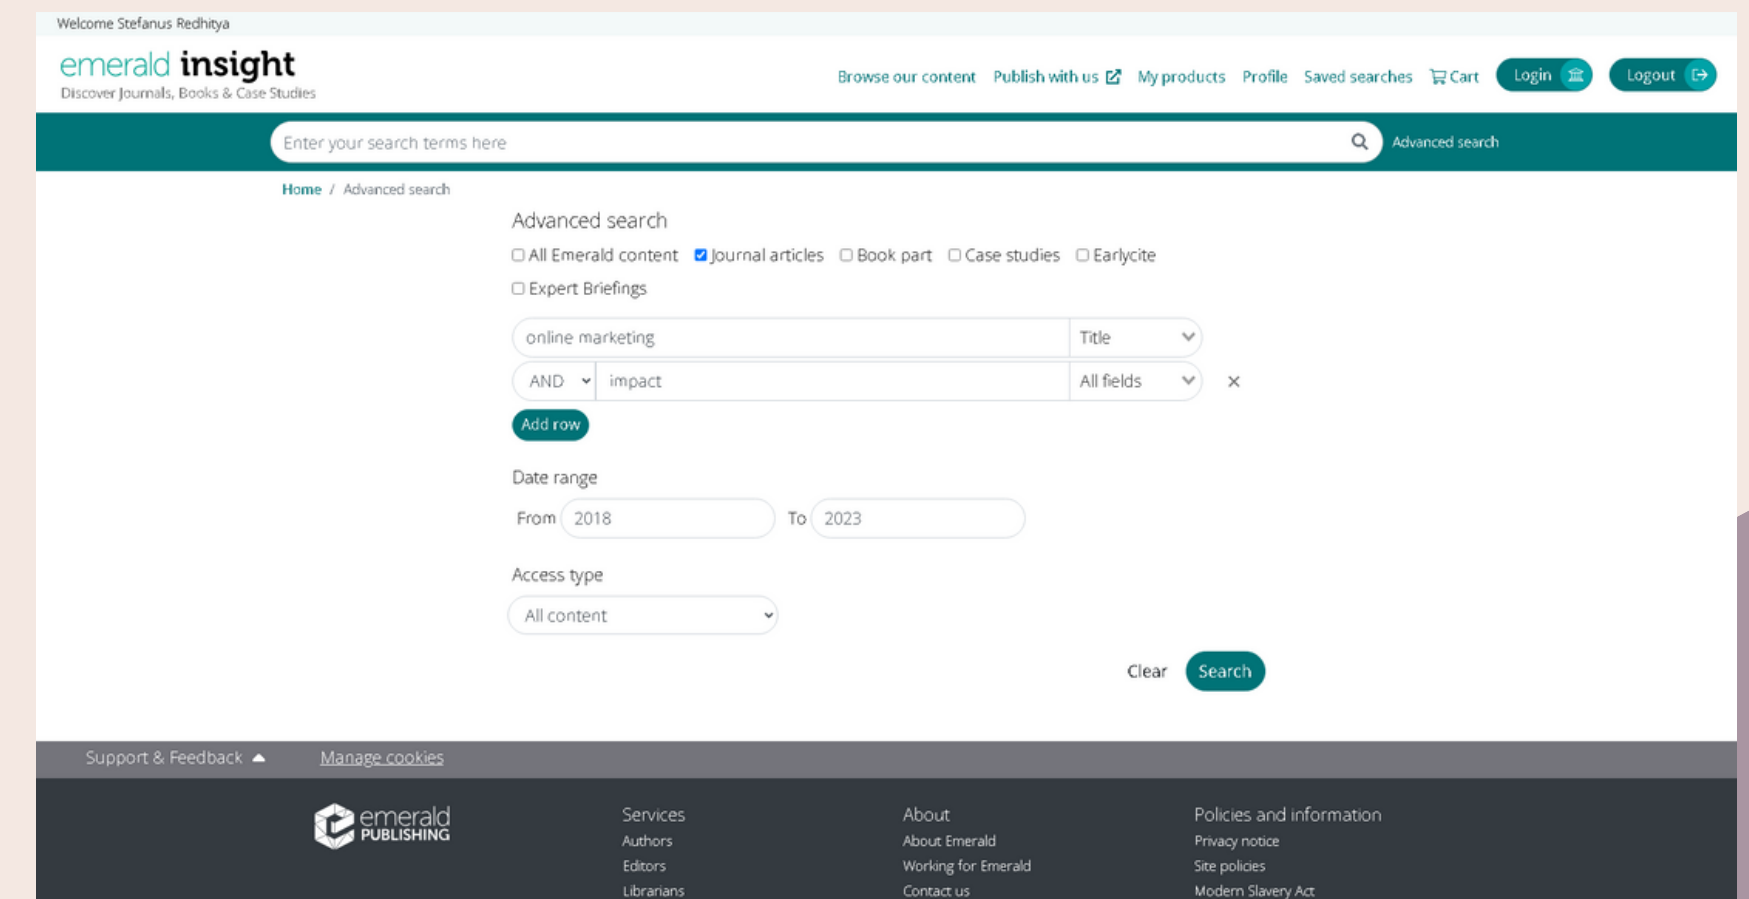 Welcome Stefanus Redhitya
emerald insight
Discover Journals, Books & Case Studies
Browse our content Publish with us My products Profile Saved searches Cart Login Logout
Enter your search terms here
Advanced search
Home / Advanced search
Advanced search
All Emerald content Journal articles Book part Case studies Earlycite
Expert Briefings
online marketing Title
AND impact All fields ×
Add row
Date range
From 2018 To 2023
Access type
All content
Clear Search
Support & Feedback Manage cookies
emerald
PUBLISHING
Services
Authors
Editors
Librarians
About
About Emerald
Working for Emerald
Contact us
Policies and information
Privacy notice
Site policies
Modern Slavery Act